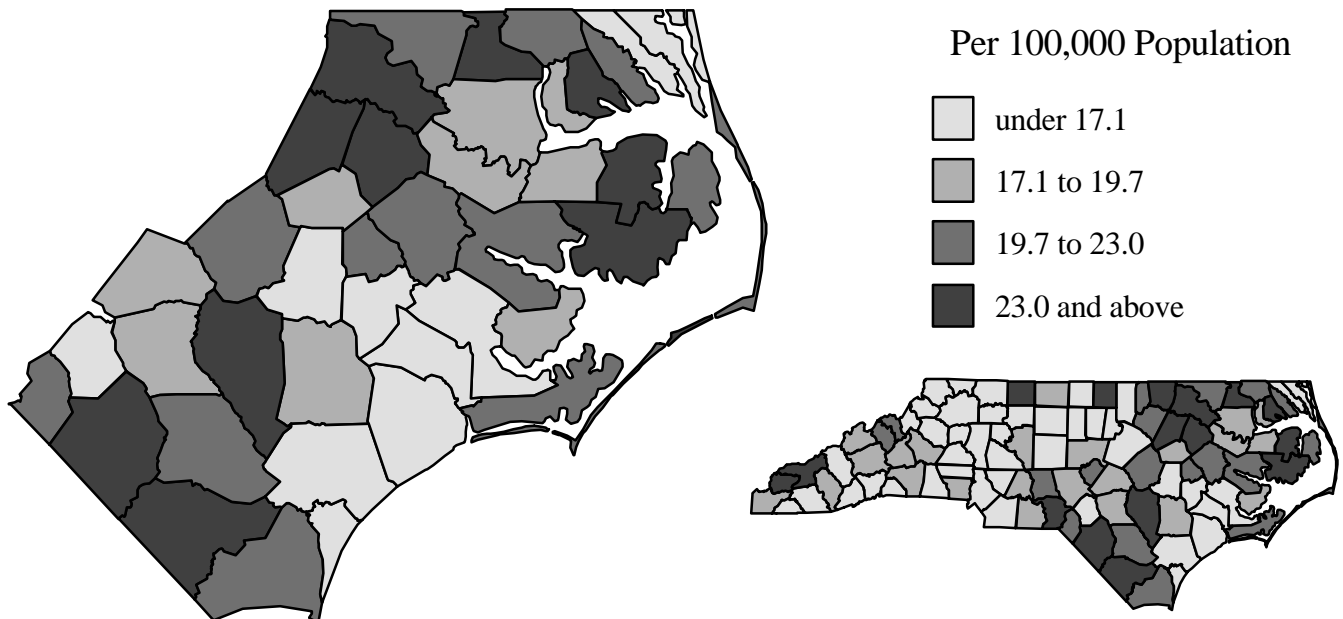 Per 100,000 Population
under 17.1
17.1 to 19.7
19.7 to 23.0
23.0 and above